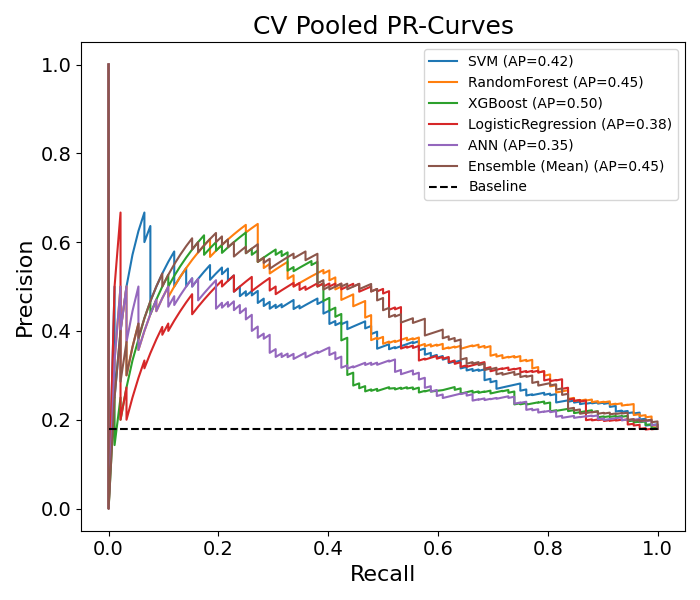 CV Pooled PR-Curves
SVM (AP=0.42)
RandomForest (AP=0.45)
XGBoost (AP=0.50)
LogisticRegression (AP=0.38)
ANN (AP=0.35)
Ensemble (Mean) (AP=0.45)
Baseline
Precision
1.0
0.8
0.6
0.4
0.2
0.0
0.0 0.2 0.4 0.6 0.8 1.0
Recall